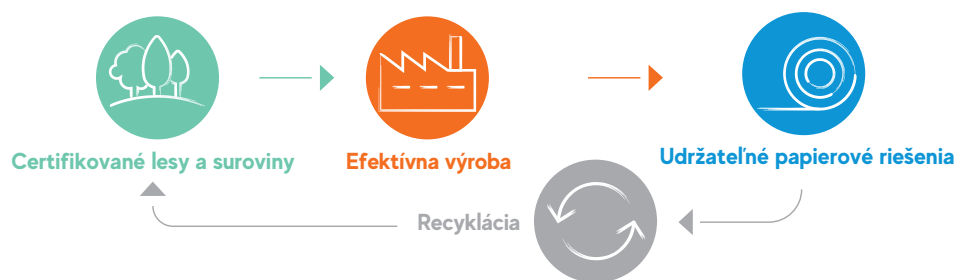 Certifikované lesy a suroviny
Efektívna výroba
Udržateľné papierové riešenia
Recyklácia